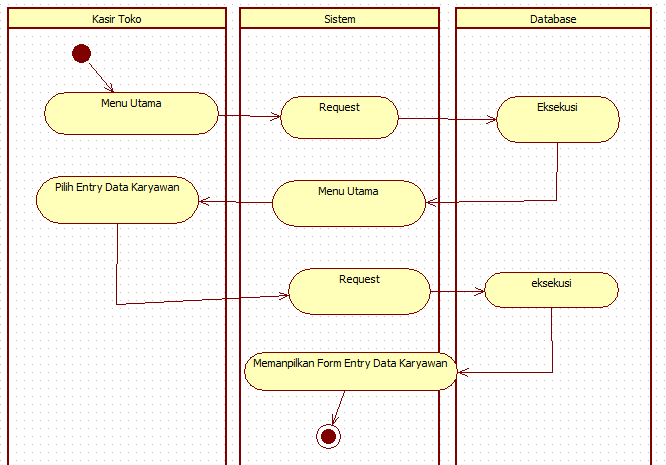 Kasir Toko
Sistem
Database
Menu Utama
Request
Eksekusi
Pilih Entry Data Karyawan
Menu Utama
Request
eksekusi
Memanpilkan Form Entry Data Karyawan